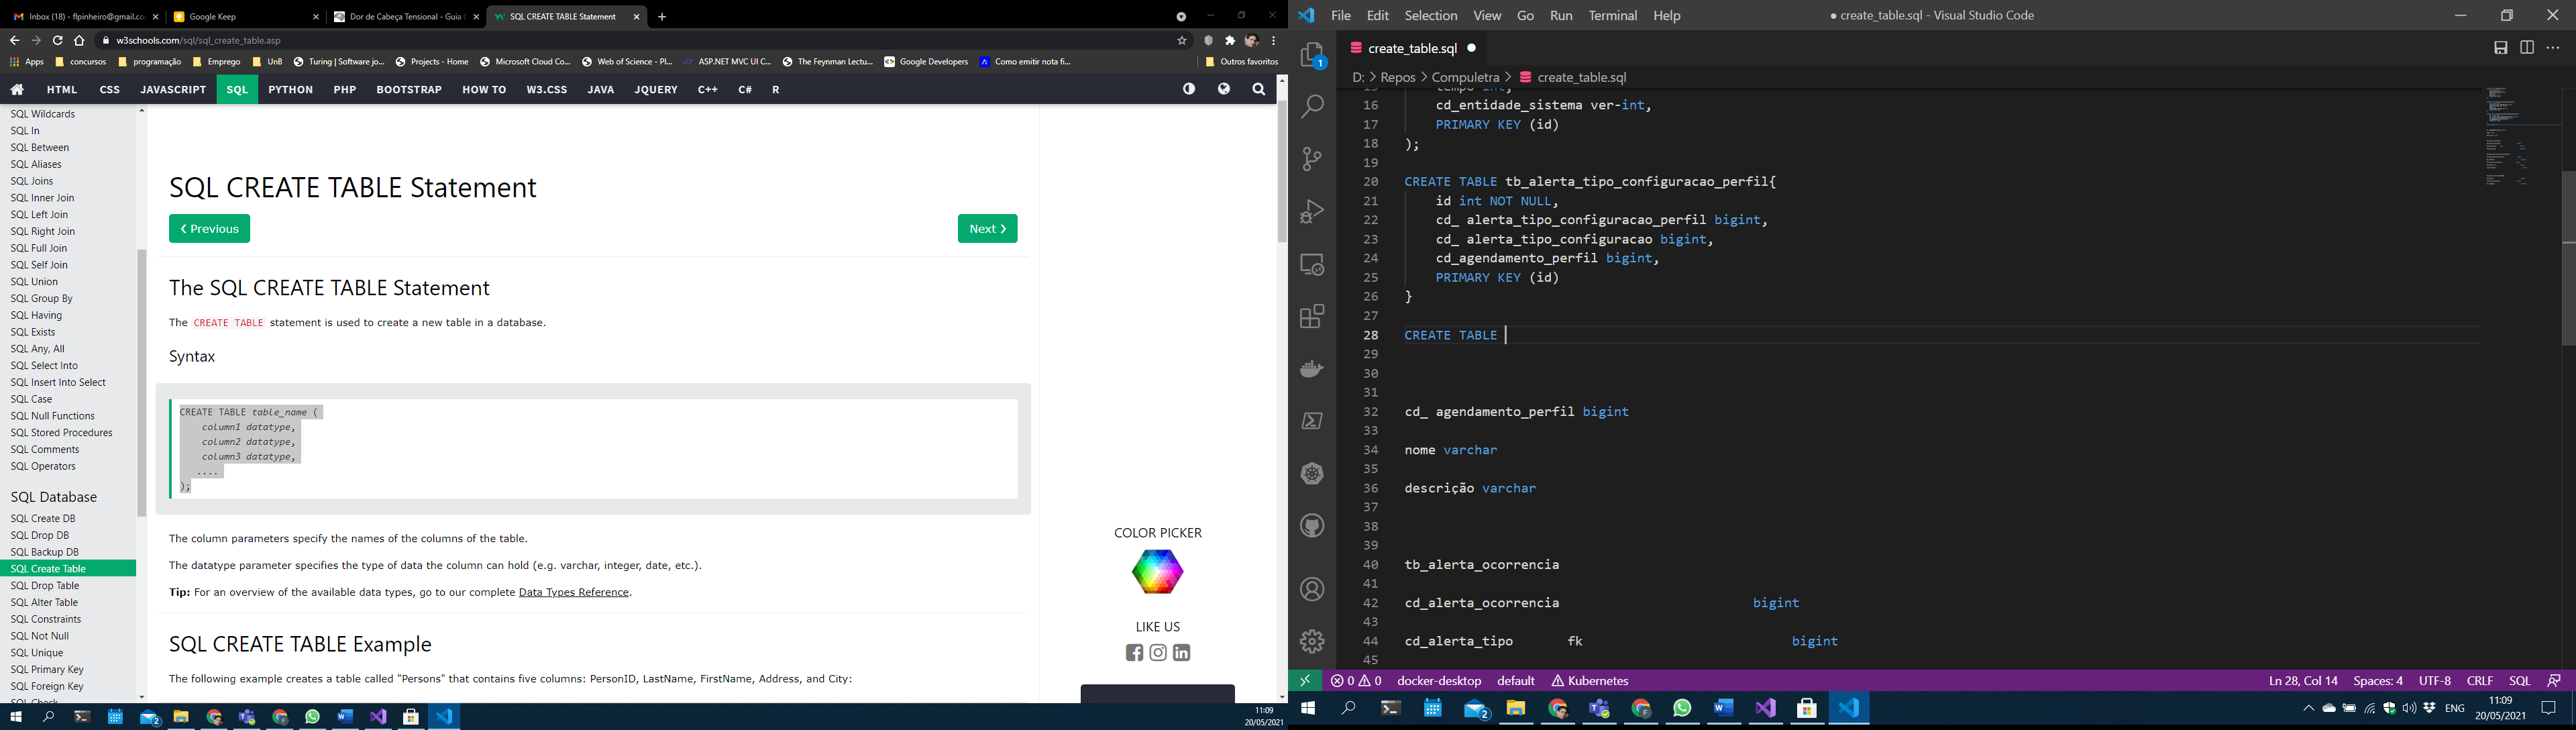 Inbox (18) - flpinheiro@gmail.co
Google Keep
Dor de Cabeça Tensional - Guia
SQL CREATE TABLE Statement
w3schools.com/sql/sql_create_table.asp
Apps
concursos
programação
Emprego
UnB
Turing | Software jo...
Projects - Home
Microsoft Cloud Co...
Web of Science - Pl...
ASP.NET MVC UI C...
The Feynman Lectu...
Google Developers
Como emitir nota fi...
Outros favoritos
HTML CSS JAVASCRIPT SQL PYTHON PHP BOOTSTRAP HOW TO W3.CSS JAVA JQUERY C++ C# R
SQL Wildcards
SQL In
SQL Between
SQL Aliases
SQL Joins
SQL Inner Join
SQL Left Join
SQL Right Join
SQL Full Join
SQL Self Join
SQL Union
SQL Group By
SQL Having
SQL Exists
SQL Any, All
SQL Select Into
SQL Insert Into Select
SQL Case
SQL Null Functions
SQL Stored Procedures
SQL Comments
SQL Operators
SQL Database
SQL Create DB
SQL Drop DB
SQL Backup DB
SQL Create Table
SQL Drop Table
SQL Alter Table
SQL Constraints
SQL Not Null
SQL Unique
SQL Primary Key
SQL Foreign Key
SQL Check
SQL CREATE TABLE Statement
❮ Previous
Next ❯
The SQL CREATE TABLE Statement
The CREATE TABLE statement is used to create a new table in a database.
Syntax
CREATE TABLE table_name (
column1 datatype,
column2 datatype,
column3 datatype,
....
);
The column parameters specify the names of the columns of the table.
The datatype parameter specifies the type of data the column can hold (e.g. varchar, integer, date, etc.).
Tip: For an overview of the available data types, go to our complete Data Types Reference.
SQL CREATE TABLE Example
The following example creates a table called "Persons" that contains five columns: PersonID, LastName, FirstName, Address, and City:
COLOR PICKER
LIKE US
2
11:09
20/05/2021
File Edit Selection View Go Run Terminal Help
● create_table.sql - Visual Studio Code
create_table.sql ●
D: > Repos > Compuletra > create_table.sql
1
15 tempo int,
16 cd_entidade_sistema ver-int,
17 PRIMARY KEY (id)
18 );
19
20 CREATE TABLE tb_alerta_tipo_configuracao_perfil{
21 id int NOT NULL,
22 cd_ alerta_tipo_configuracao_perfil bigint,
23 cd_ alerta_tipo_configuracao bigint,
24 cd_agendamento_perfil bigint,
25 PRIMARY KEY (id)
26 }
27
28 CREATE TABLE
29
30
31
32 cd_ agendamento_perfil bigint
33
34 nome varchar
35
36 descrição varchar
37
38
39
40 tb_alerta_ocorrencia
41
42 cd_alerta_ocorrencia bigint
43
44 cd_alerta_tipo fk bigint
45
0 0 docker-desktop default Kubernetes
Ln 28, Col 14 Spaces: 4 UTF-8 CRLF SQL
2
ENG
11:09
20/05/2021